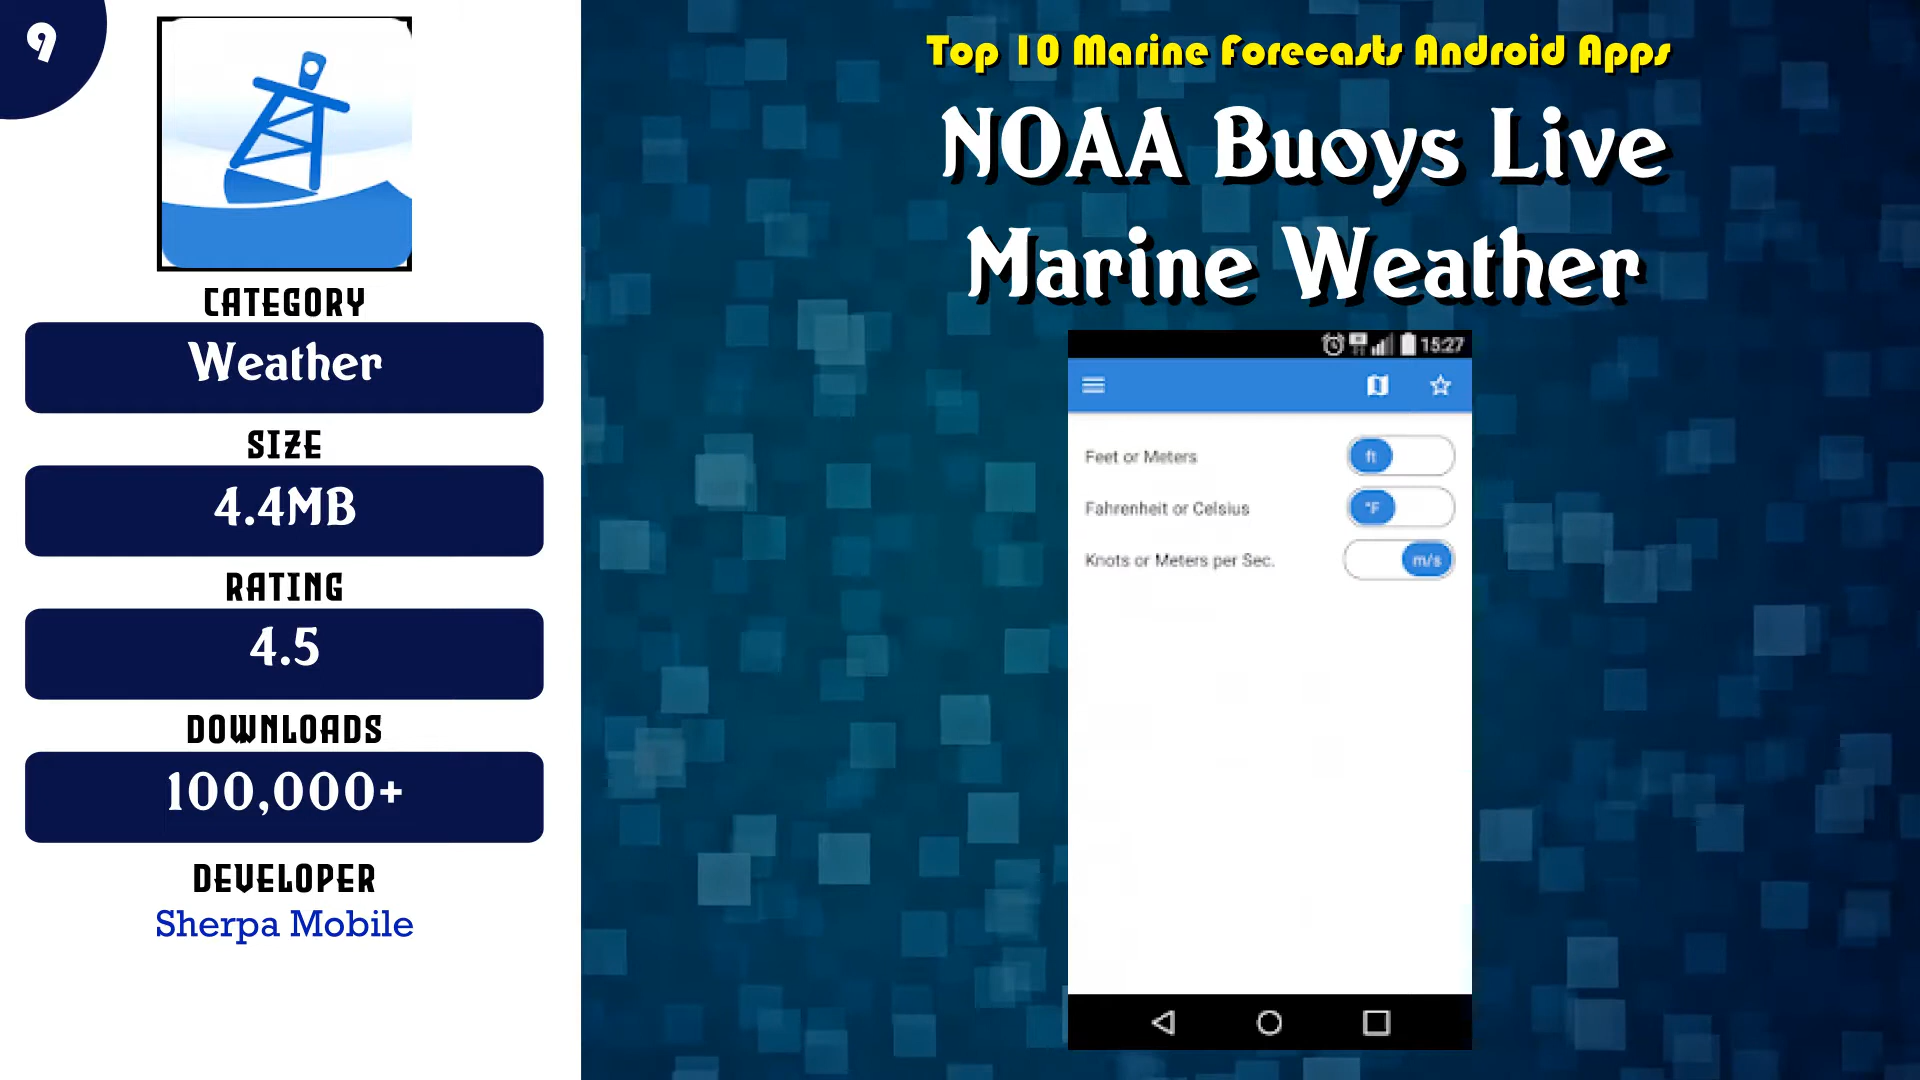 9
CATEGORY
Weather
SIZE
4.4MB
RATING
4.5
DOWNLOADS
100,000+
DEVELOPER
Sherpa Mobile
Top 10 Marine Forecasts Android Apps
NOAA Buoys Live
Marine Weather
15:27
Feet or Meters
ft
Fahrenheit or Celsius
°F
Knots or Meters per Sec.
m/s